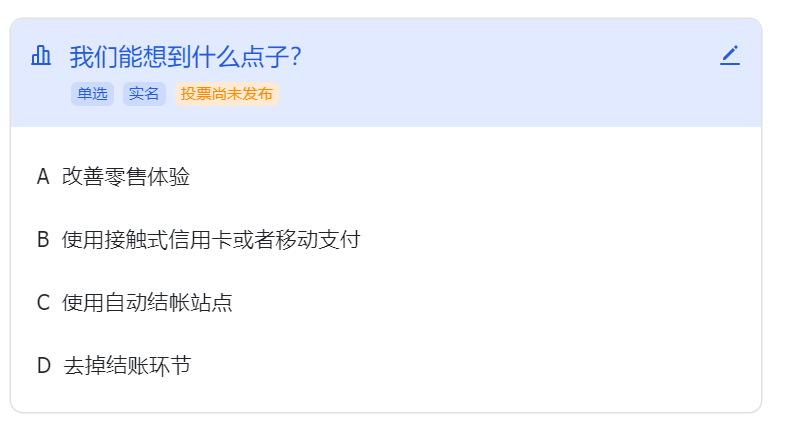 我们能想到什么点子?
单选 实名 投票尚未发布
A 改善零售体验
B 使用接触式信用卡或者移动支付
C 使用自动结帐站点
D 去掉结账环节